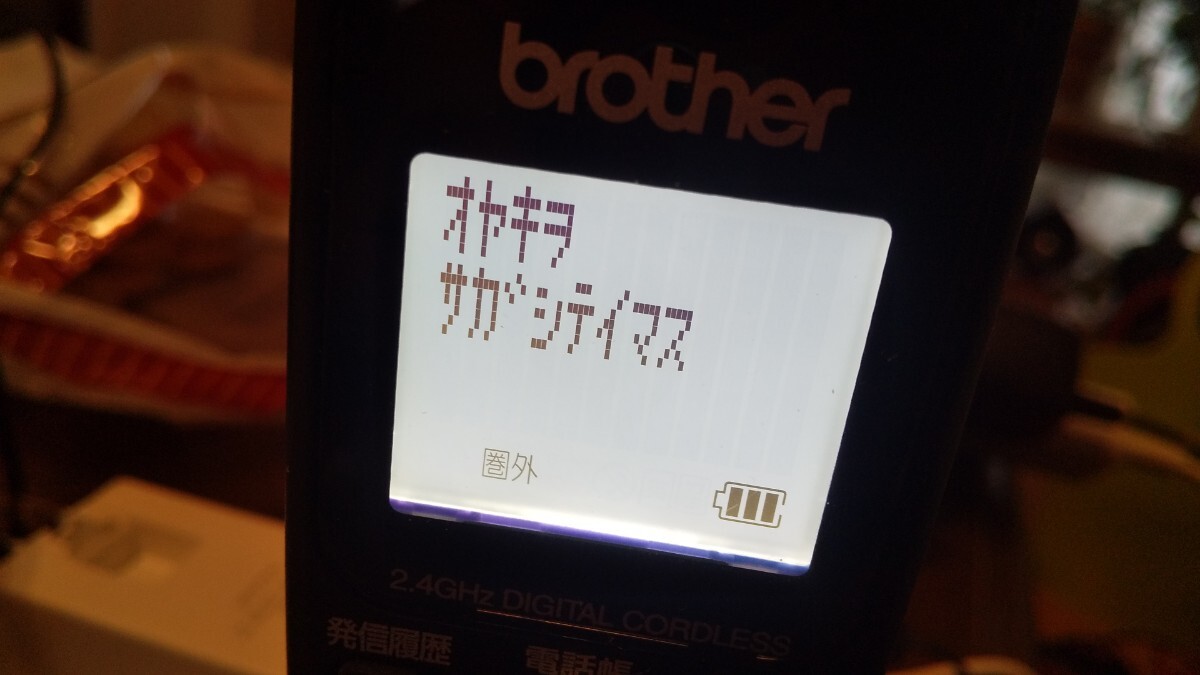 brother
オヤキヲ
サガシテイマス
圏外
2.4GHz DIGITAL CORDLESS
発信履歴 電話帳